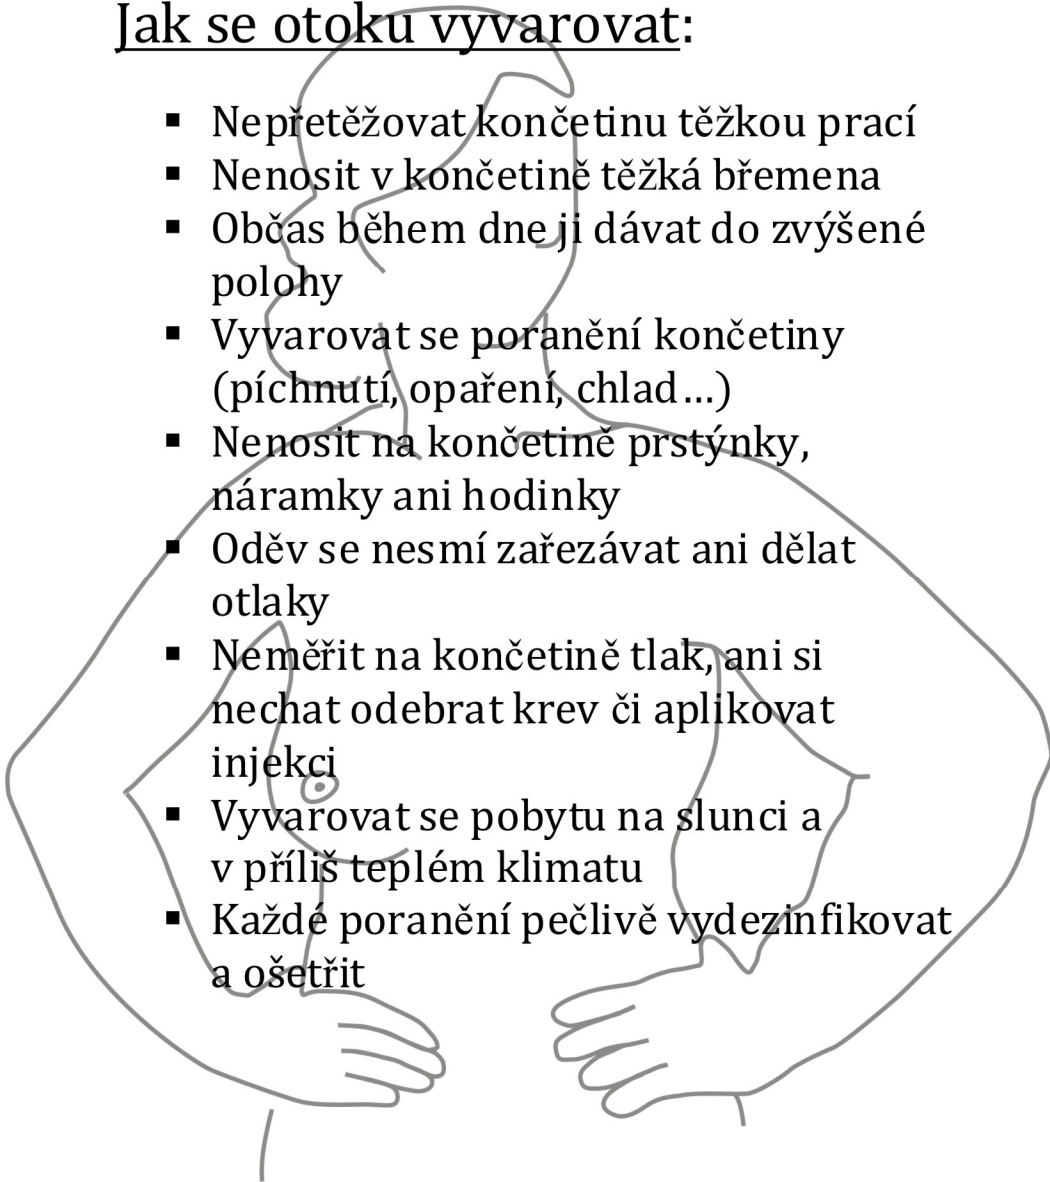 Jak se otoku vyvarovat:
▪ Nepřetěžovat končetinu těžkou prací
▪ Nenosit v končetině těžká břemena
▪ Občas během dne ji dávat do zvýšené
polohy
▪ Vyvarovat se poranění končetiny
(píchnutí, opaření, chlad…)
▪ Nenosit na končetině prstýnky,
náramky ani hodinky
▪ Oděv se nesmí zařezávat ani dělat
otlaky
▪ Neměřit na končetině tlak, ani si
nechat odebrat krev či aplikovat
injekci
▪ Vyvarovat se pobytu na slunci a
v příliš teplém klimatu
▪ Každé poranění pečlivě vydezinfikovat
a ošetřit